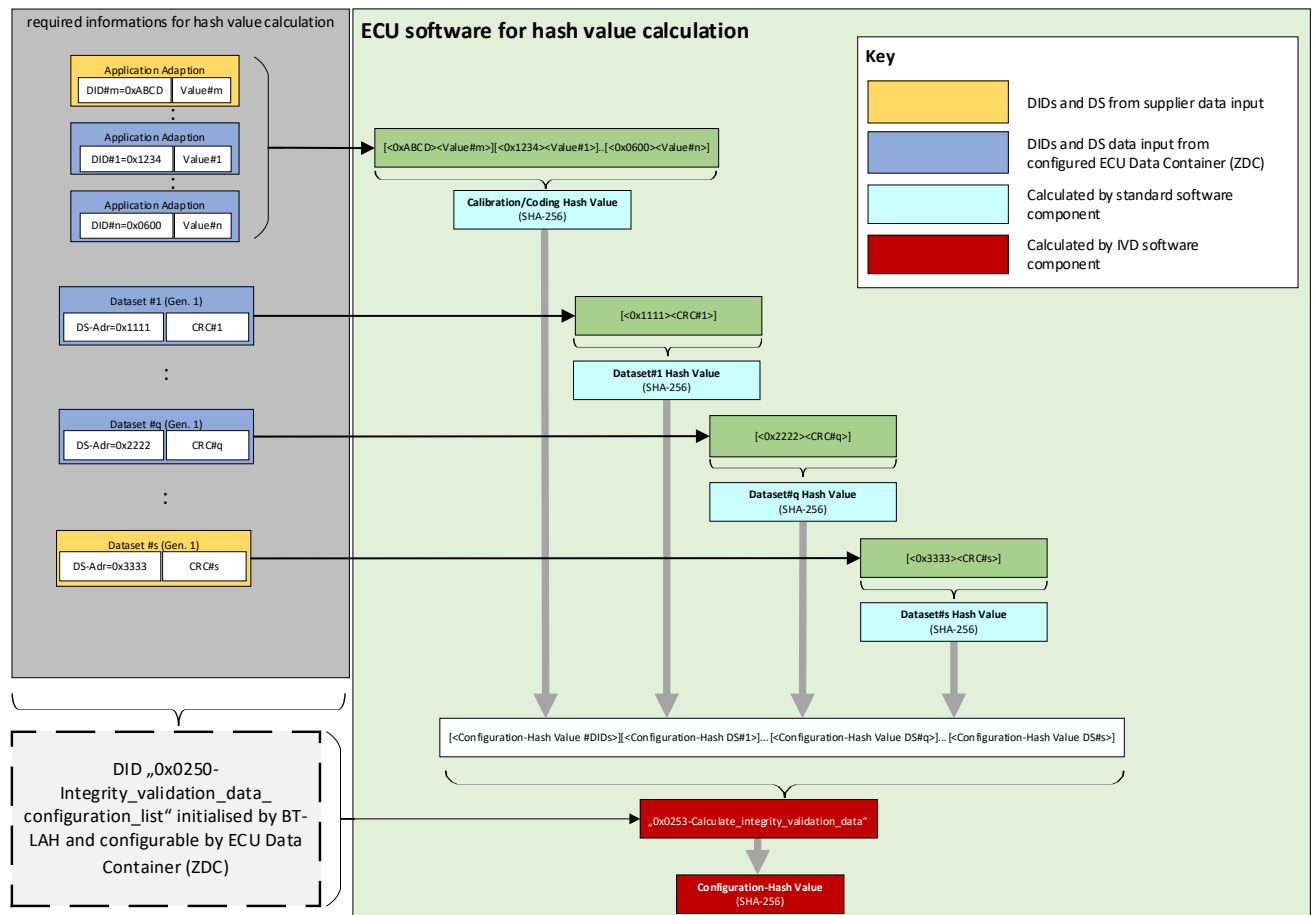 required informations for hash value calculation
Application Adaption
DID#m=0xABCD
Value#m
:
Application Adaption
DID#1=0x1234
Value#1
:
Application Adaption
DID#n=0x0600
Value#n
Dataset #1 (Gen. 1)
DS-Adr=0x1111
CRC#1
:
Dataset #q (Gen. 1)
DS-Adr=0x2222
CRC#q
:
Dataset #s (Gen. 1)
DS-Adr=0x3333
CRC#s
DID „0x0250-
Integrity_validation_data_
configuration_list“ initialised by BT-
LAH and configurable by ECU Data
Container (ZDC)
ECU software for hash value calculation
Key
DIDs and DS from supplier data input
DIDs and DS data input from
configured ECU Data Container (ZDC)
Calculated by standard software
component
Calculated by IVD software
component
[<0xABCD><Value#m>][<0x1234><Value#1>]..[<0x0600><Value#n>]
Calibration/Coding Hash Value
(SHA-256)
[<0x1111><CRC#1>]
Dataset#1 Hash Value
(SHA-256)
[<0x2222><CRC#q>]
Dataset#q Hash Value
(SHA-256)
[<0x3333><CRC#s>]
Dataset#s Hash Value
(SHA-256)
[<Configuration-Hash Value #DIDs>][<Configuration-Hash DS#1>]... [<Configuration-Hash Value DS#q>]... [<Configuration-Hash Value DS#s>]
„0x0253-Calculate_integrity_validation_data“
Configuration-Hash Value
(SHA-256)